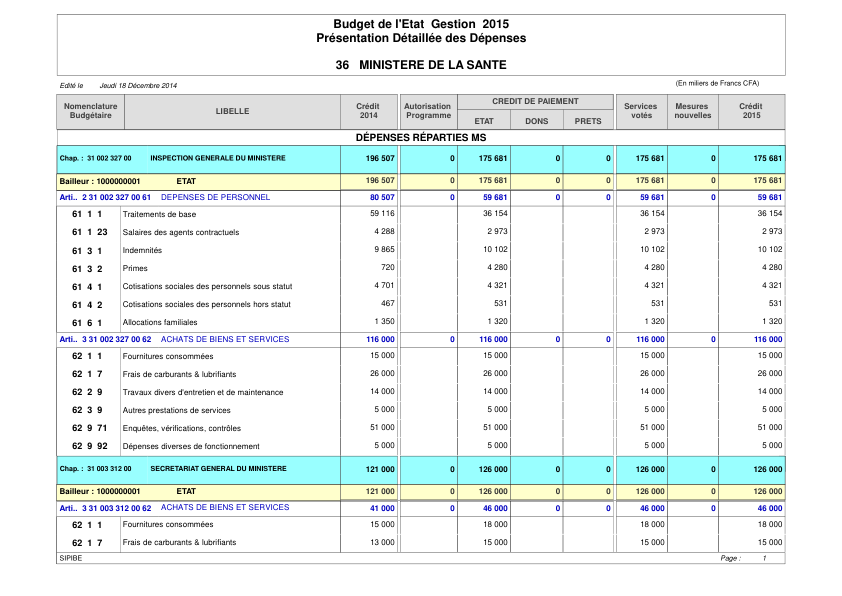 Budget de l'Etat  Gestion  2015
Présentation Détaillée des Dépenses
36   MINISTERE DE LA SANTE
Edité le   Jeudi 18 Décembre 2014   (En miliers de Francs CFA)
Nomenclature Budgétaire   LIBELLE   Crédit 2014   Autorisation Programme   CREDIT DE PAIEMENT   ETAT   DONS   PRETS   Services votés   Mesures nouvelles   Crédit 2015
DÉPENSES RÉPARTIES MS
Chap. :  31 002 327 00   INSPECTION GENERALE DU MINISTERE   196 507   0   175 681   0   0   175 681   0   175 681
Bailleur : 1000000001   ETAT   196 507   0   175 681   0   0   175 681   0   175 681
Arti..  2 31 002 327 00 61   DEPENSES DE PERSONNEL   80 507   0   59 681   0   0   59 681   0   59 681
61  1  1   Traitements de base   59 116   36 154   36 154   36 154
61  1  23   Salaires des agents contractuels   4 288   2 973   2 973   2 973
61  3  1   Indemnités   9 865   10 102   10 102   10 102
61  3  2   Primes   720   4 280   4 280   4 280
61  4  1   Cotisations sociales des personnels sous statut   4 701   4 321   4 321   4 321
61  4  2   Cotisations sociales des personnels hors statut   467   531   531   531
61  6  1   Allocations familiales   1 350   1 320   1 320   1 320
Arti..  3 31 002 327 00 62   ACHATS DE BIENS ET SERVICES   116 000   0   116 000   0   0   116 000   0   116 000
62  1  1   Fournitures consommées   15 000   15 000   15 000   15 000
62  1  7   Frais de carburants & lubrifiants   26 000   26 000   26 000   26 000
62  2  9   Travaux divers d'entretien et de maintenance   14 000   14 000   14 000   14 000
62  3  9   Autres prestations de services   5 000   5 000   5 000   5 000
62  9  71   Enquêtes, vérifications, contrôles   51 000   51 000   51 000   51 000
62  9  92   Dépenses diverses de fonctionnement   5 000   5 000   5 000   5 000
Chap. :  31 003 312 00   SECRETARIAT GENERAL DU MINISTERE   121 000   0   126 000   0   0   126 000   0   126 000
Bailleur : 1000000001   ETAT   121 000   0   126 000   0   0   126 000   0   126 000
Arti..  3 31 003 312 00 62   ACHATS DE BIENS ET SERVICES   41 000   0   46 000   0   0   46 000   0   46 000
62  1  1   Fournitures consommées   15 000   18 000   18 000   18 000
62  1  7   Frais de carburants & lubrifiants   13 000   15 000   15 000   15 000
SIPIBE   Page :   1